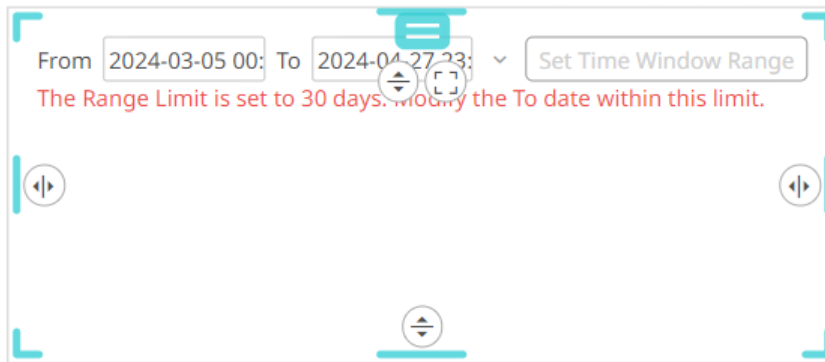 From 2024-03-05 00: To 2024-04-27 23: Set Time Window Range
The Range Limit is set to 30 days. Modify the To date within this limit.